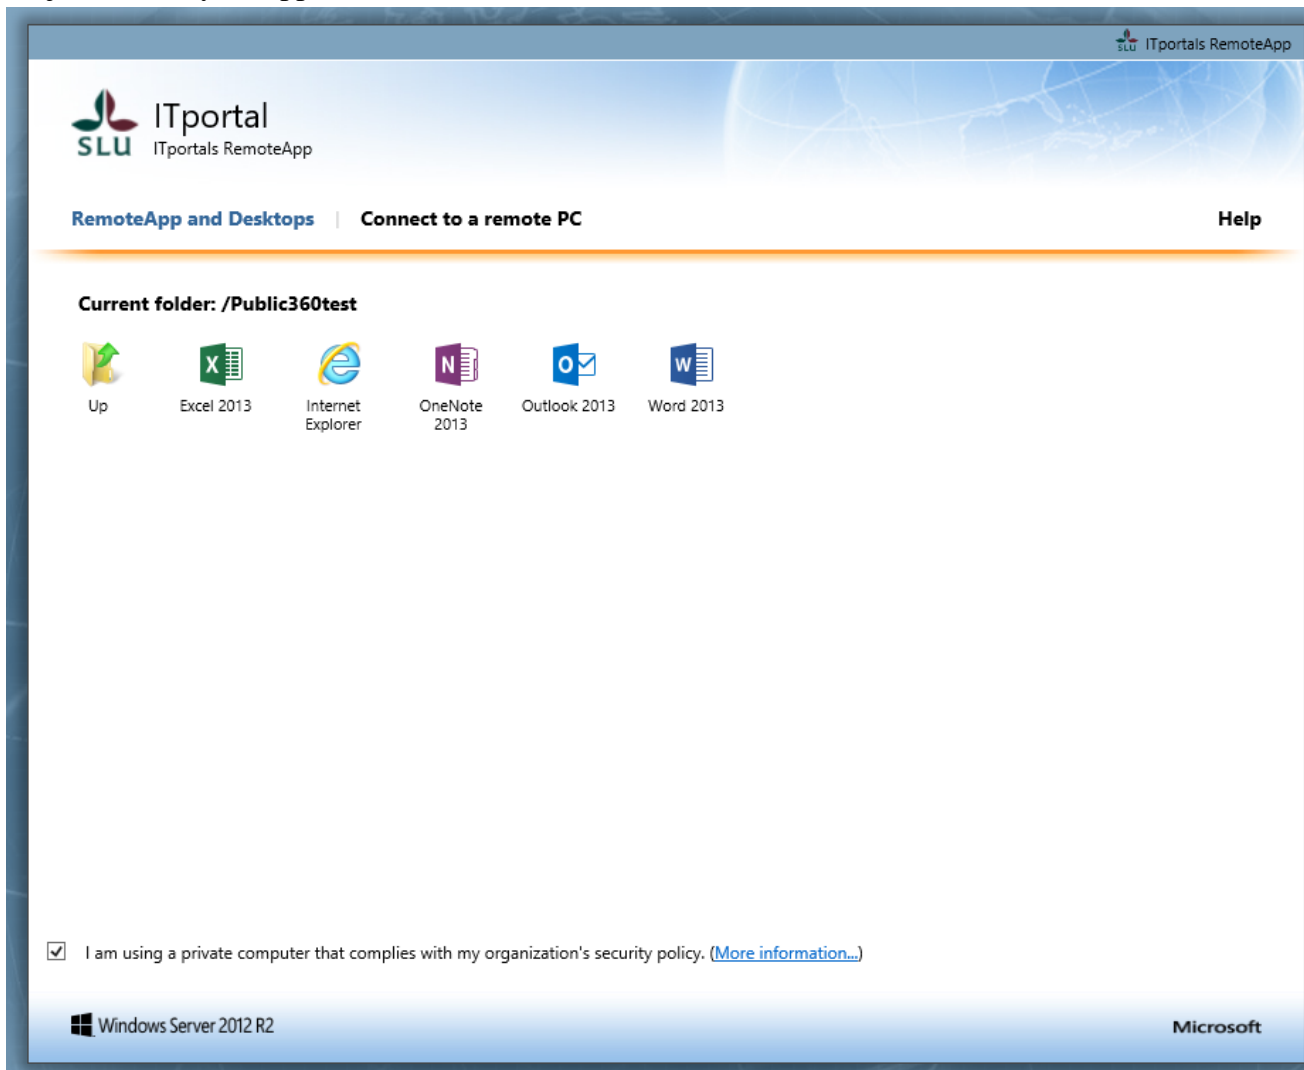 SLU ITportals RemoteApp
SLU
ITportal
ITportals RemoteApp
RemoteApp and Desktops | Connect to a remote PC Help
Current folder: /Public360test
Up
Excel 2013
Internet
Explorer
OneNote
2013
Outlook 2013
Word 2013
I am using a private computer that complies with my organization's security policy. (More information...)
Windows Server 2012 R2
Microsoft